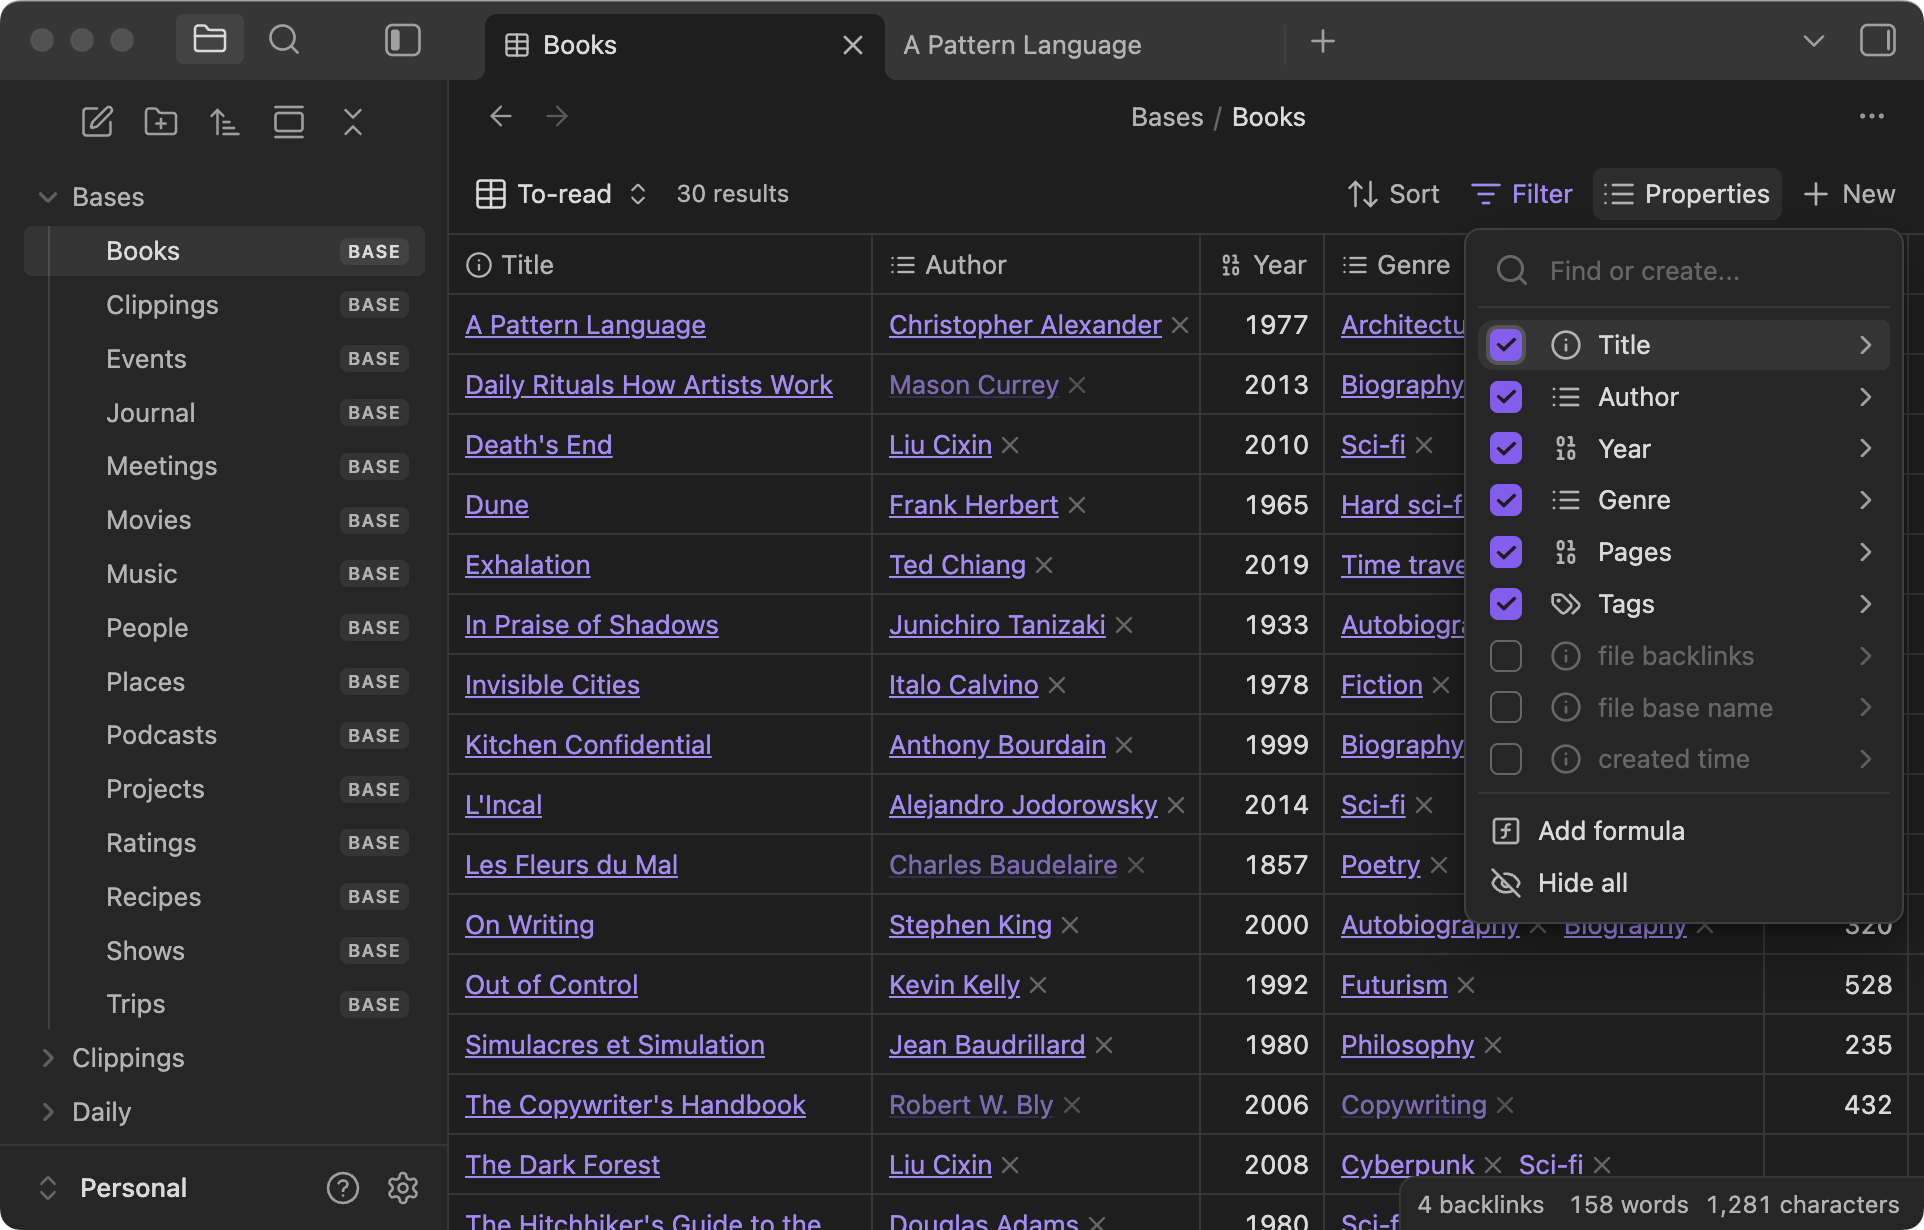 Books
A Pattern Language
Bases / Books
To-read 30 results Sort Filter Properties New
Bases
Books BASE
Clippings BASE
Events BASE
Journal BASE
Meetings BASE
Movies BASE
Music BASE
People BASE
Places BASE
Podcasts BASE
Projects BASE
Ratings BASE
Recipes BASE
Shows BASE
Trips BASE
Clippings
Daily
Personal
Title Author Year Genre
A Pattern Language Christopher Alexander 1977
Daily Rituals How Artists Work Mason Currey 2013 Biography
Death's End Liu Cixin 2010 Sci-fi
Dune Frank Herbert 1965 Hard sci-f
Exhalation Ted Chiang 2019 Time trave
In Praise of Shadows Junichiro Tanizaki 1933 Autobiogra
Invisible Cities Italo Calvino 1978 Fiction
Kitchen Confidential Anthony Bourdain 1999 Biography
L'Incal Alejandro Jodorowsky 2014 Sci-fi
Les Fleurs du Mal Charles Baudelaire 1857 Poetry
On Writing Stephen King 2000 Autobiography Biography 320
Out of Control Kevin Kelly 1992 Futurism 528
Simulacres et Simulation Jean Baudrillard 1980 Philosophy 235
The Copywriter's Handbook Robert W. Bly 2006 Copywriting 432
The Dark Forest Liu Cixin 2008 Cyberpunk Sci-fi
The Hitchhiker's Guide to the Douglas Adams 1980 Sci-f
Find or create...
Title
Author
Year
Genre
Pages
Tags
file backlinks
file base name
created time
Add formula
Hide all
4 backlinks 158 words 1,281 characters